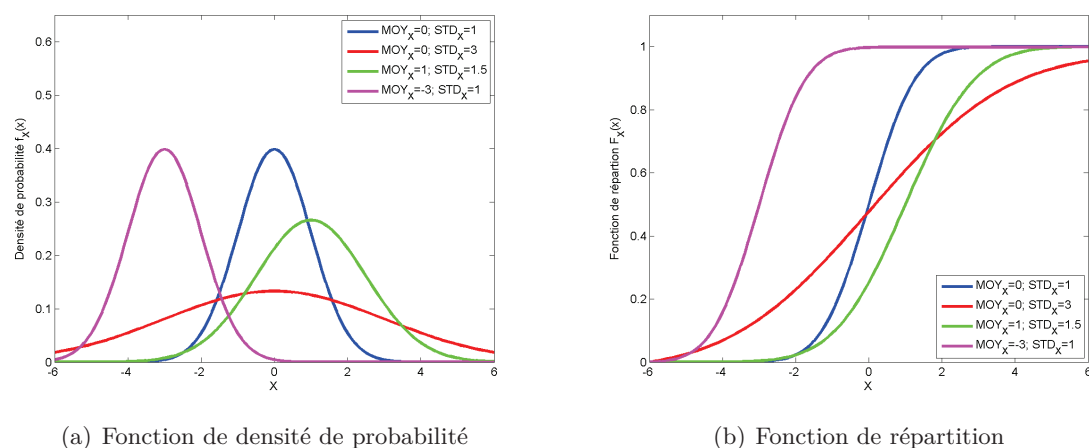 0.6
0.5
0.4
0.3
0.2
0.1
0
-6
-4
-2
0
2
4
6
X
Densité de probabilité fX(x)
MOYX=0; STDX=1
MOYX=0; STDX=3
MOYX=1; STDX=1.5
MOYX=-3; STDX=1
(a) Fonction de densité de probabilité
1
0.8
0.6
0.4
0.2
0
-6
-4
-2
0
2
4
6
X
Fonction de répartion FX(x)
MOYX=0; STDX=1
MOYX=0; STDX=3
MOYX=1; STDX=1.5
MOYX=-3; STDX=1
(b) Fonction de répartition